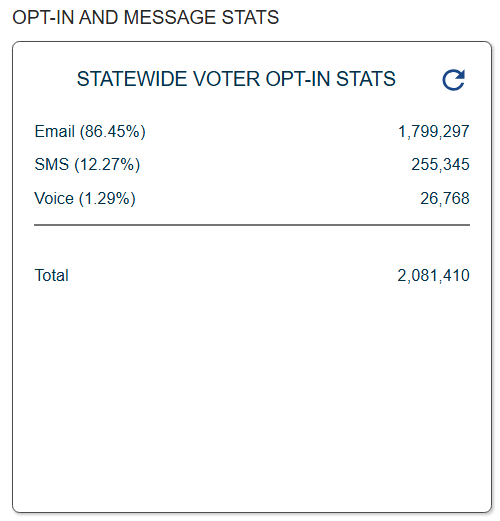 OPT-IN AND MESSAGE STATS
STATEWIDE VOTER OPT-IN STATS
Email (86.45%) 1,799,297
SMS (12.27%) 255,345
Voice (1.29%) 26,768
Total 2,081,410